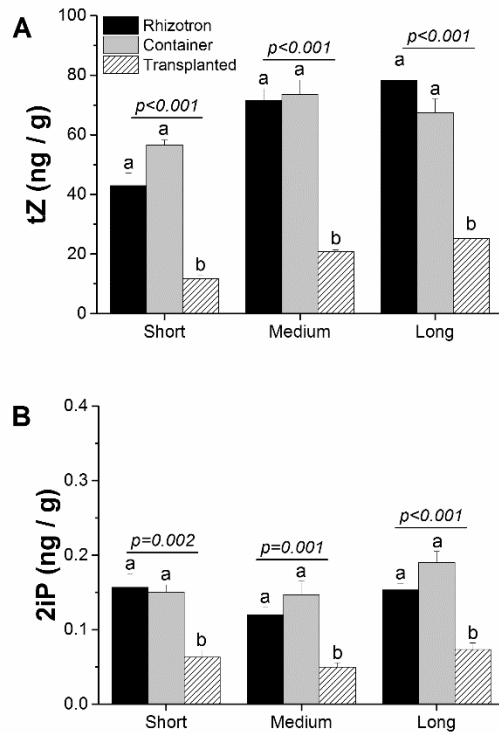 A
Rhizotron
Container
Transplanted
tZ (ng / g)
100
80
60
40
20
0
p<0.001
p<0.001
p<0.001
a
a
b
a
a
b
a
a
b
Short
Medium
Long
B
2iP (ng / g)
0.4
0.3
0.2
0.1
0.0
p=0.002
p=0.001
p<0.001
a
a
b
a
a
b
a
a
b
Short
Medium
Long